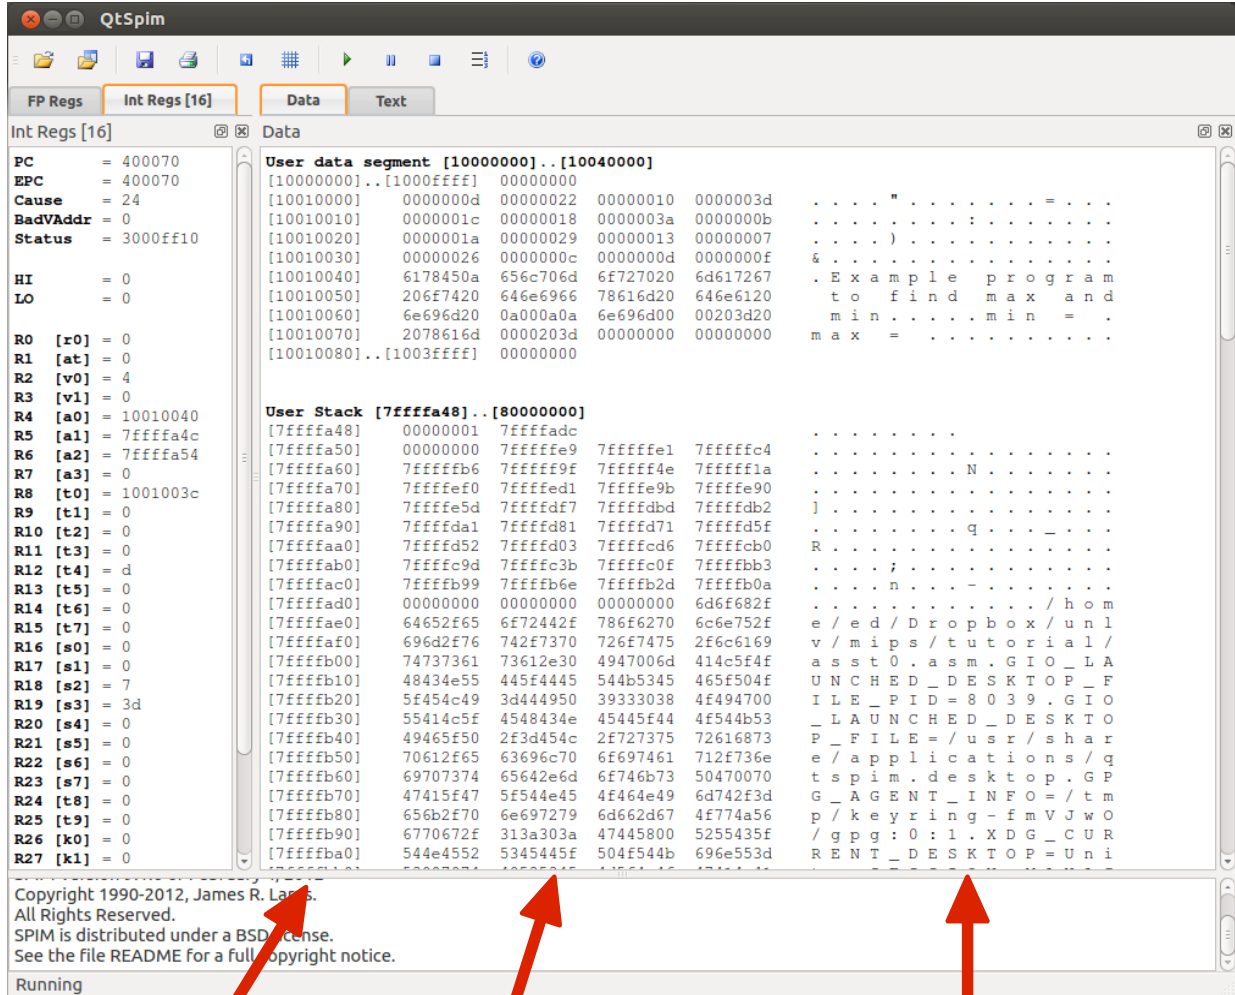 QtSpim
FP Regs Int Regs [16] Data Text
Int Regs [16]
PC = 400070
EPC = 400070
Cause = 24
BadVAddr = 0
Status = 3000ff10
HI = 0
LO = 0
R0 [r0] = 0
R1 [at] = 0
R2 [v0] = 4
R3 [v1] = 0
R4 [a0] = 10010040
R5 [a1] = 7ffffa4c
R6 [a2] = 7ffffa54
R7 [a3] = 0
R8 [t0] = 1001003c
R9 [t1] = 0
R10 [t2] = 0
R11 [t3] = 0
R12 [t4] = d
R13 [t5] = 0
R14 [t6] = 0
R15 [t7] = 0
R16 [s0] = 0
R17 [s1] = 0
R18 [s2] = 7
R19 [s3] = 3d
R20 [s4] = 0
R21 [s5] = 0
R22 [s6] = 0
R23 [s7] = 0
R24 [t8] = 0
R25 [t9] = 0
R26 [k0] = 0
R27 [k1] = 0
Data
User data segment [10000000]..[10040000]
[10000000]..[1000ffff] 00000000
[10010000] 0000000d 00000022 00000010 0000003d . . . . " . . . . . . . = . . .
[10010010] 0000001c 00000018 0000003a 0000000b . . . . . . . . : . . . . . . .
[10010020] 0000001a 00000029 00000013 00000007 . . . . ) . . . . . . . . . . .
[10010030] 00000026 0000000c 0000000d 0000000f & . . . . . . . . . . . . . . .
[10010040] 6178450a 656c706d 6f727020 6d617267 . E x a m p l e   p r o g r a m
[10010050] 206f7420 646e6966 78616d20 646e6120 t o   f i n d   m a x   a n d
[10010060] 6e696d20 0a000a0a 6e696d00 00203d20 m i n . . . . . m i n   =   .
[10010070] 2078616d 0000203d 00000000 00000000 m a x   =   . . . . . . . . . .
[10010080]..[1003ffff] 00000000
User Stack [7ffffa48]..[80000000]
[7ffffa48] 00000001 7ffffadc . . . . . . . .
[7ffffa50] 00000000 7fffffe9 7fffffe1 7fffffc4 . . . . . . . . . . . . . . . .
[7ffffa60] 7fffffb6 7fffff9f 7fffff4e 7fffff1a . . . . . . . . N . . . . . . .
[7ffffa70] 7ffffef0 7ffffed1 7ffffe9b 7ffffe90 . . . . . . . . . . . . . . . .
[7ffffa80] 7ffffe5d 7ffffdf7 7ffffdbd 7ffffdb2 ] . . . . . . . . . . . . . . .
[7ffffa90] 7ffffda1 7ffffd81 7ffffd71 7ffffd5f . . . . . . . . q . . . _ . . .
[7ffffaa0] 7ffffd52 7ffffd03 7ffffcd6 7ffffcb0 R . . . . . . . . . . . . . . .
[7ffffab0] 7ffffc9d 7ffffc3b 7ffffc0f 7ffffbb3 . . . . ; . . . . . . . . . . .
[7ffffac0] 7ffffb99 7ffffb6e 7ffffb2d 7ffffb0a . . . . n . . . - . . . . . . .
[7ffffad0] 00000000 00000000 00000000 6d6f682f . . . . . . . . . . . . / h o m
[7ffffae0] 64652f65 6f72442f 786f6270 6c6e752f e / e d / D r o p b o x / u n l
[7ffffaf0] 696d2f76 742f7370 726f7475 2f6c6169 v / m i p s / t u t o r i a l /
[7ffffb00] 74737361 73612e30 4947006d 414c5f4f a s s t 0 . a s m . G I O _ L A
[7ffffb10] 48434e55 445f4445 544b5345 465f504f U N C H E D _ D E S K T O P _ F
[7ffffb20] 5f454c49 3d444950 39333038 4f494700 I L E _ P I D = 8 0 3 9 . G I O
[7ffffb30] 55414c5f 4548434e 45445f44 4f544b53 _ L A U N C H E D _ D E S K T O
[7ffffb40] 49465f50 2f3d454c 2f727375 72616873 P _ F I L E = / u s r / s h a r
[7ffffb50] 70612f65 63696c70 6f697461 712f736e e / a p p l i c a t i o n s / q
[7ffffb60] 69707374 65642e6d 6f746b73 50470070 t s p i m . d e s k t o p . G P
[7ffffb70] 47415f47 5f544e45 4f464e49 6d742f3d G _ A G E N T _ I N F O = / t m
[7ffffb80] 656b2f70 6e697279 6d662d67 4f774a56 p / k e y r i n g - f m V J w O
[7ffffb90] 6770672f 313a303a 47445800 5255435f / g p g : 0 : 1 . X D G _ C U R
[7ffffba0] 544e4552 5345445f 504f544b 696e553d R E N T _ D E S K T O P = U n i
Copyright 1990-2012, James R.
All Rights Reserved.
SPIM is distributed under a BSD
See the file README for a full copyright notice.
Running